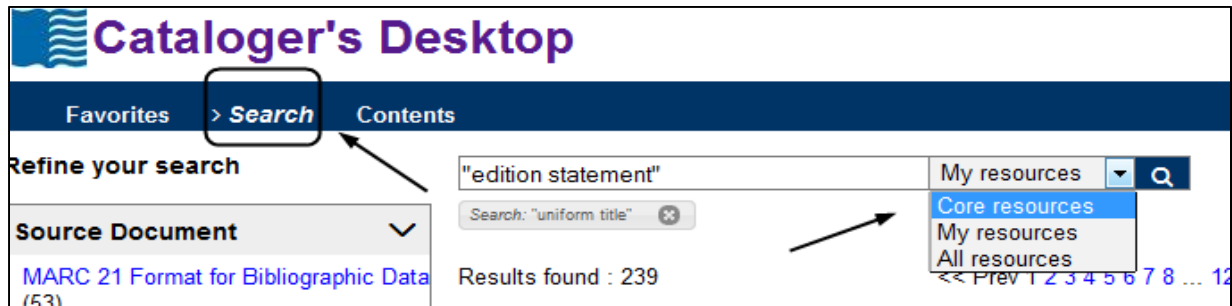 Cataloger's Desktop
Favorites > Search Contents
Refine your search
"edition statement" My resources
Search: "uniform title"
Core resources
My resources
All resources
Source Document
MARC 21 Format for Bibliographic Data
(53)
Results found : 239
<< Prev 1 2 3 4 5 6 7 8 ... 12